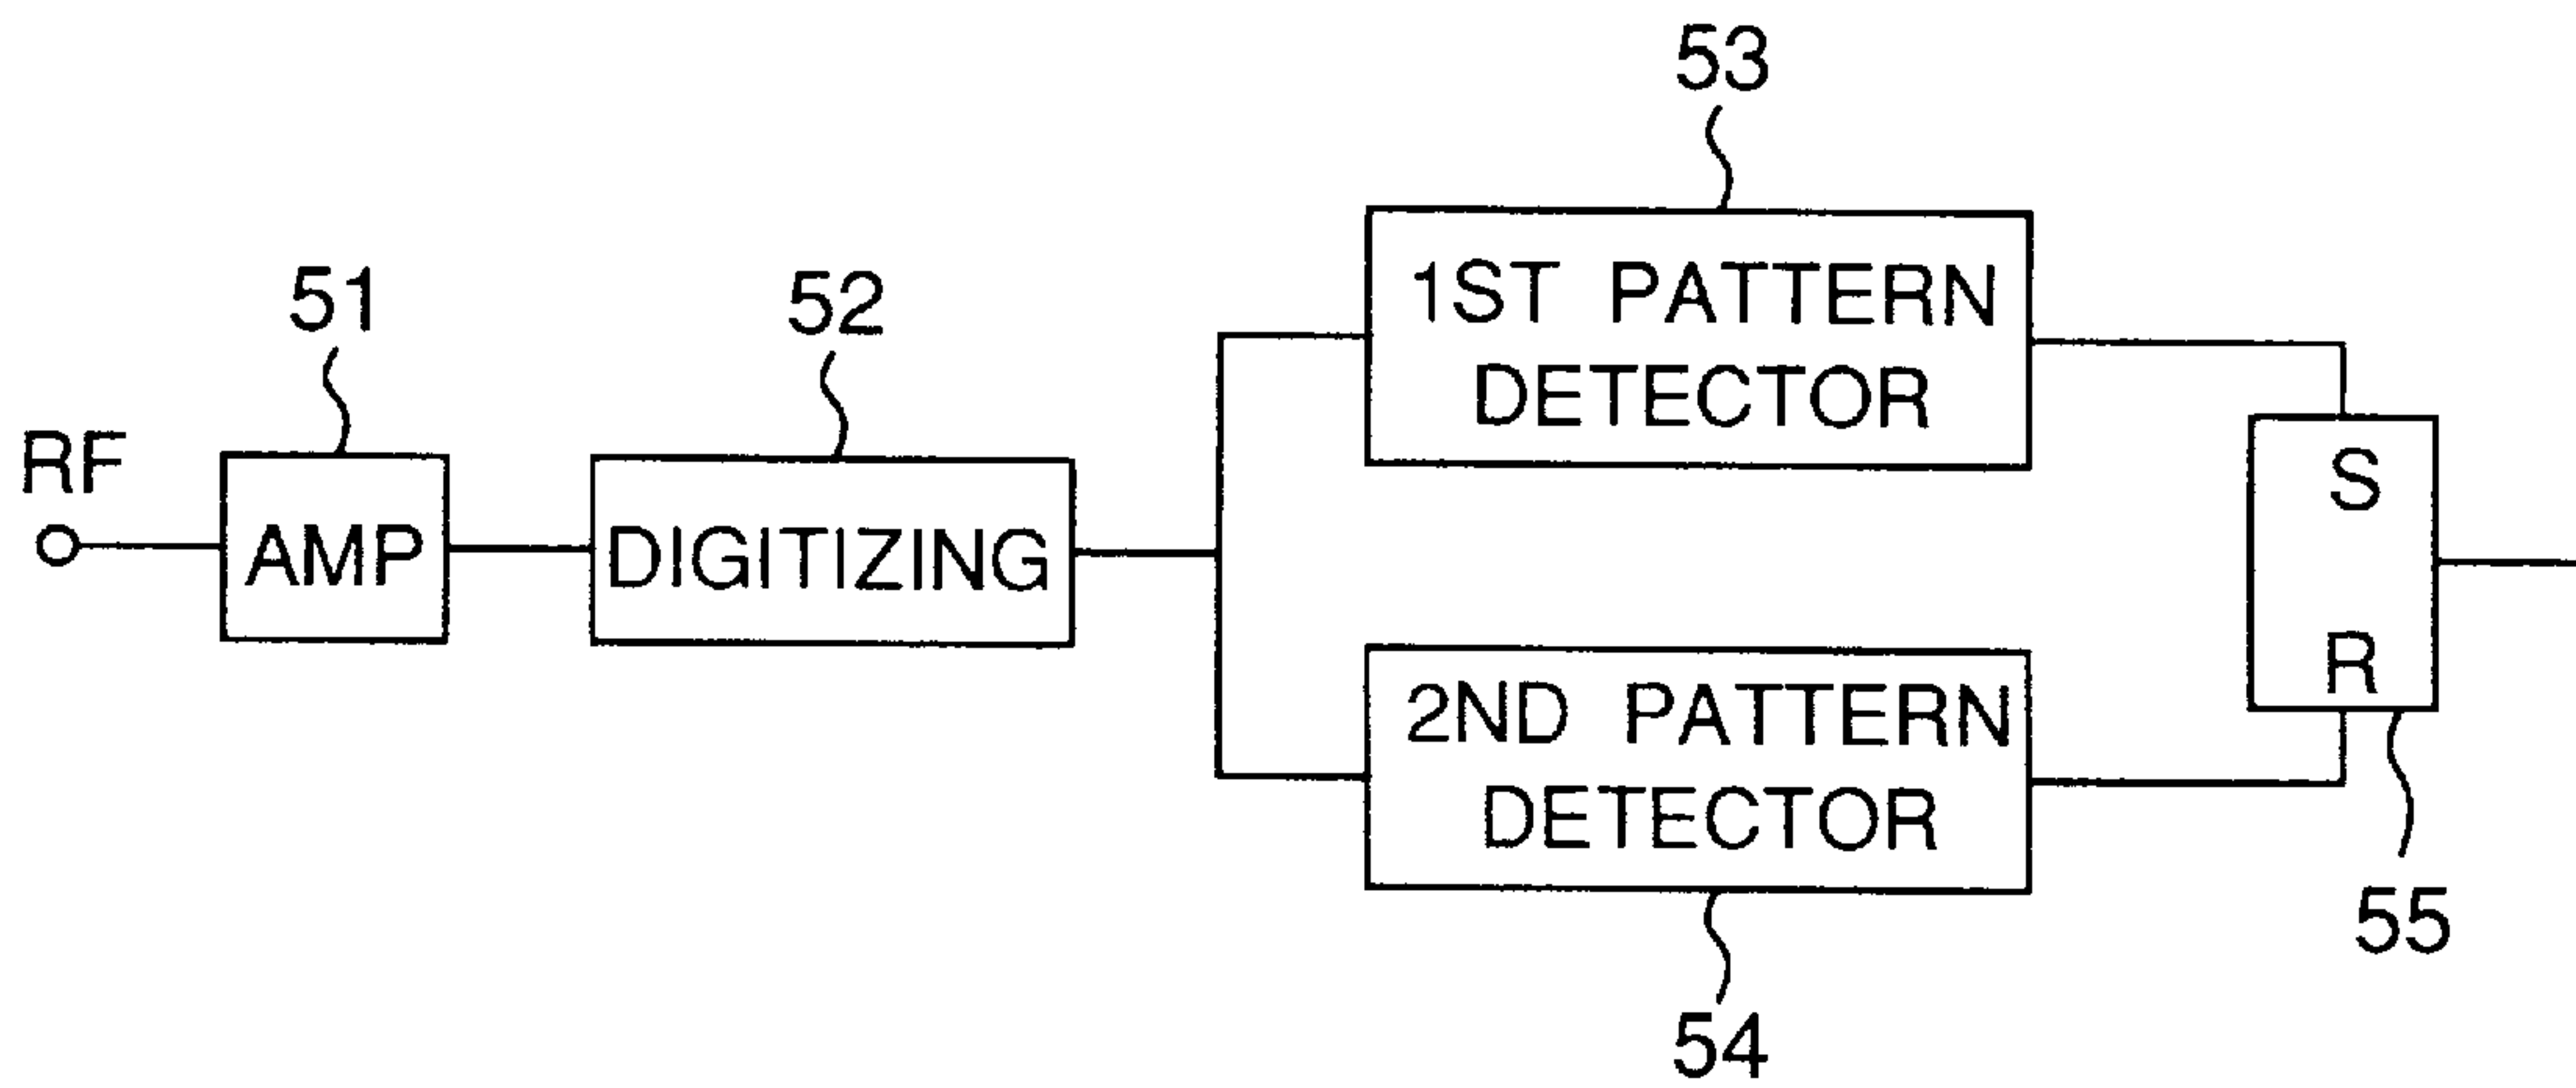 53
51
52
1ST PATTERN
DETECTOR
RF
AMP
DIGITIZING
S
R
2ND PATTERN
DETECTOR
55
54